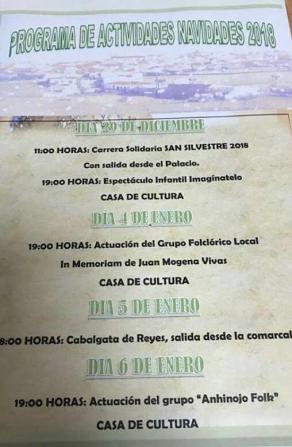 PROGRAMA DE ACTIVIDADES NAVIDADES 2018
DIA 29 DE DICIEMBRE
11:00 HORAS: Carrera Solidaria SAN SILVESTRE 2018
Con salida desde el Palacio.
19:00 HORAS: Espectáculo Infantil Imagínatelo
CASA DE CULTURA
DIA 4 DE ENERO
19:00 HORAS: Actuación del Grupo Folclórico Local
In Memoriam de Juan Mogena Vivas
CASA DE CULTURA
DIA 5 DE ENERO
8:00 HORAS: Cabalgata de Reyes, salida desde la comarcal
DIA 6 DE ENERO
19:00 HORAS: Actuación del grupo “Anhinojo Folk”
CASA DE CULTURA